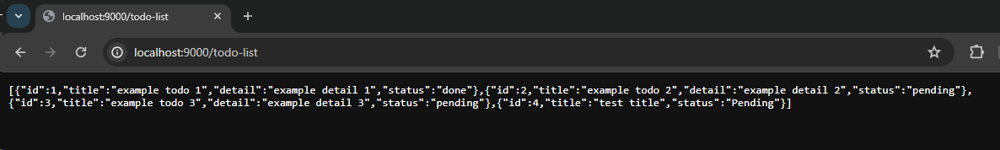 localhost:9000/todo-list
localhost:9000/todo-list
[{"id":1,"title":"example todo 1","detail":"example detail 1","status":"done"},{"id":2,"title":"example todo 2","detail":"example detail 2","status":"pending"},
{"id":3,"title":"example todo 3","detail":"example detail 3","status":"pending"},{"id":4,"title":"test title","status":"Pending"}]